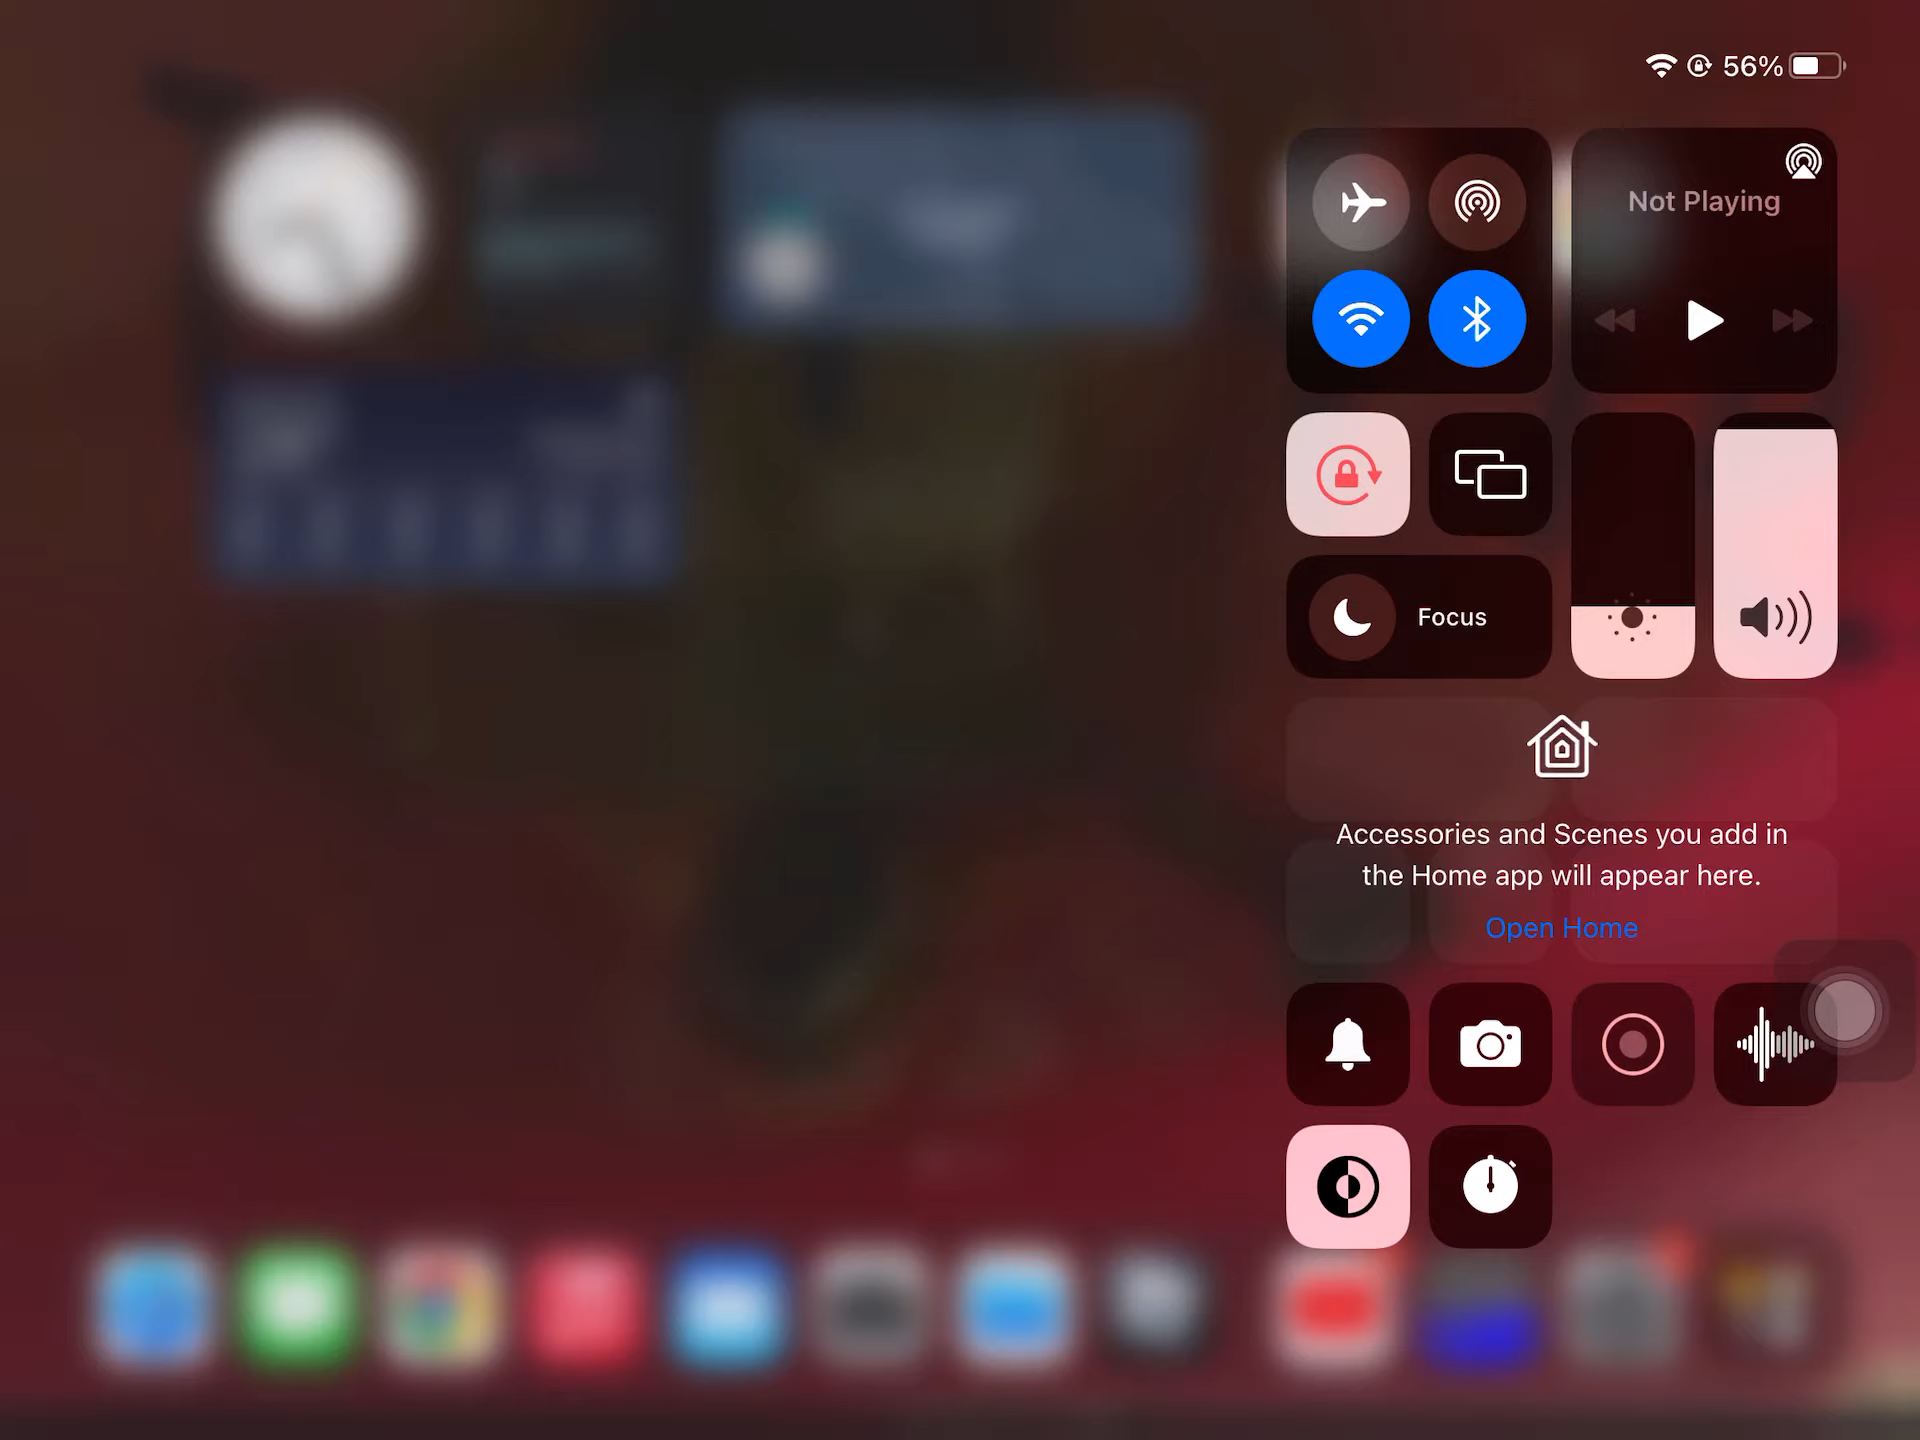 56%
Not Playing
Focus
Accessories and Scenes you add in
the Home app will appear here.
Open Home